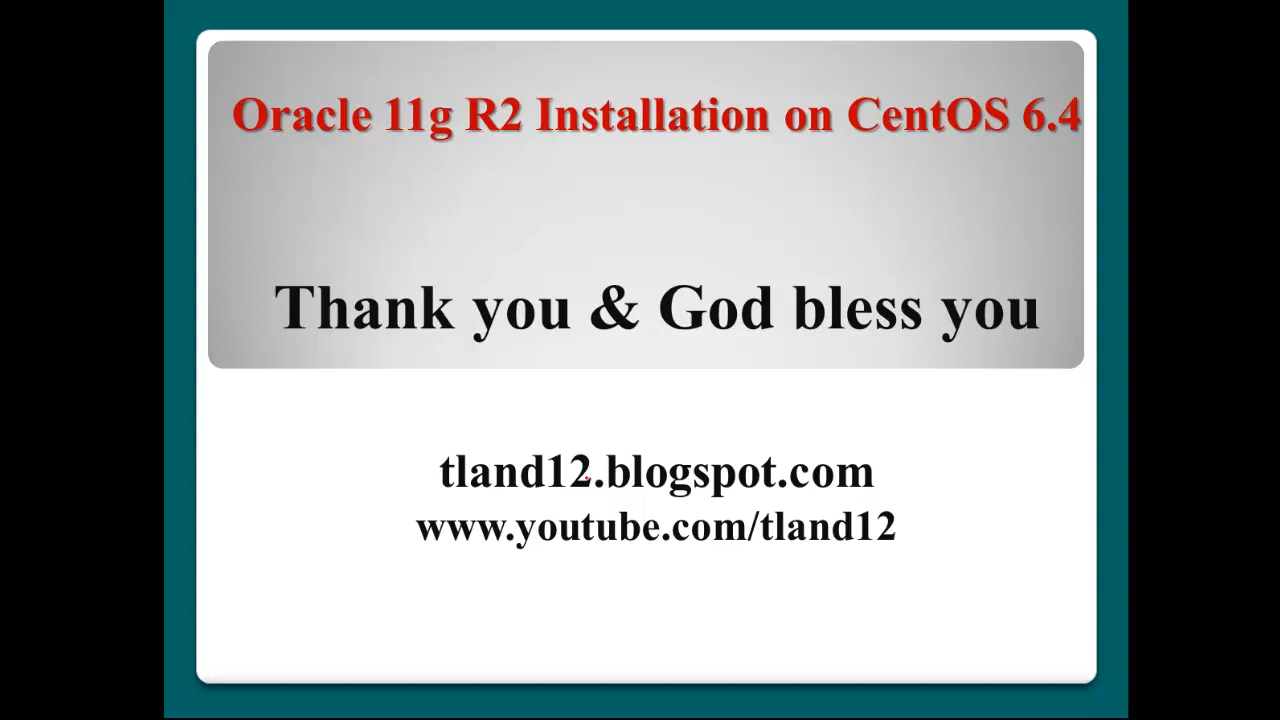 Oracle 11g R2 Installation on CentOS 6.4
Thank you & God bless you
tland12.blogspot.com
www.youtube.com/tland12